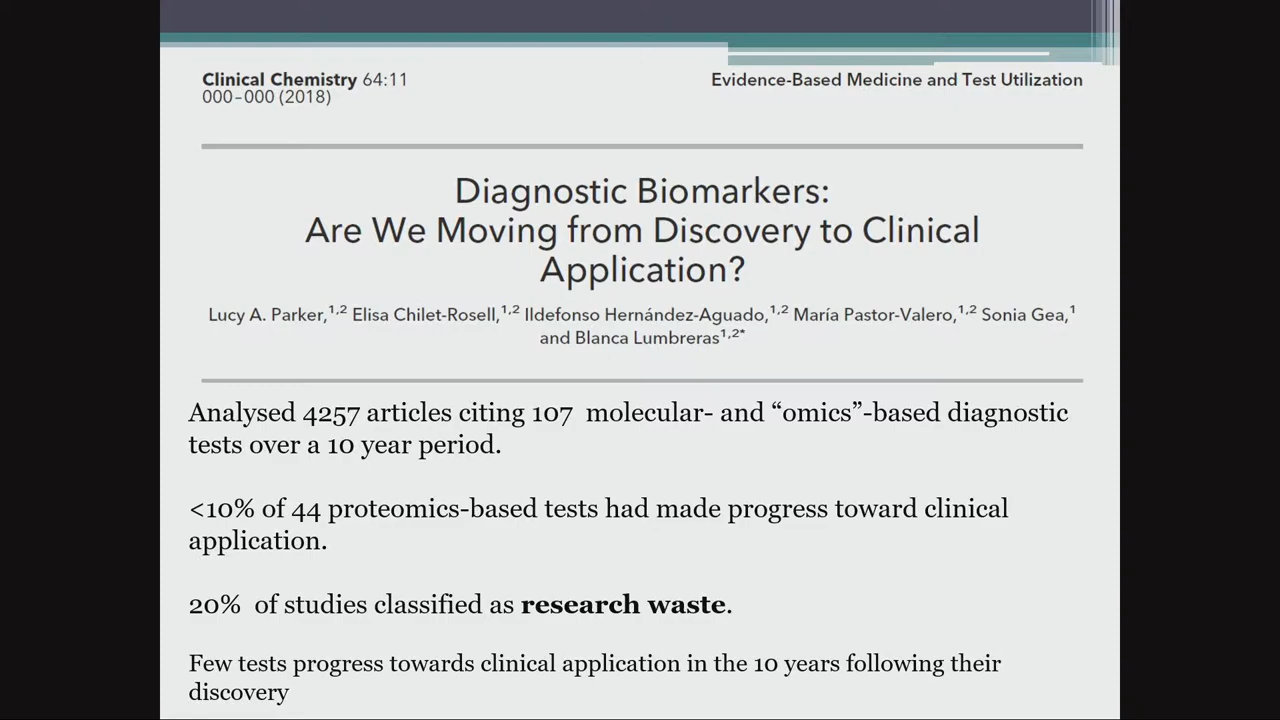 Clinical Chemistry 64:11
000–000 (2018)
Evidence-Based Medicine and Test Utilization
Diagnostic Biomarkers:
Are We Moving from Discovery to Clinical
Application?
Lucy A. Parker,1,2 Elisa Chilet-Rosell,1,2 Ildefonso Hernández-Aguado,1,2 María Pastor-Valero,1,2 Sonia Gea,1
and Blanca Lumbreras1,2*
Analysed 4257 articles citing 107 molecular- and “omics”-based diagnostic
tests over a 10 year period.
<10% of 44 proteomics-based tests had made progress toward clinical
application.
20% of studies classified as research waste.
Few tests progress towards clinical application in the 10 years following their
discovery